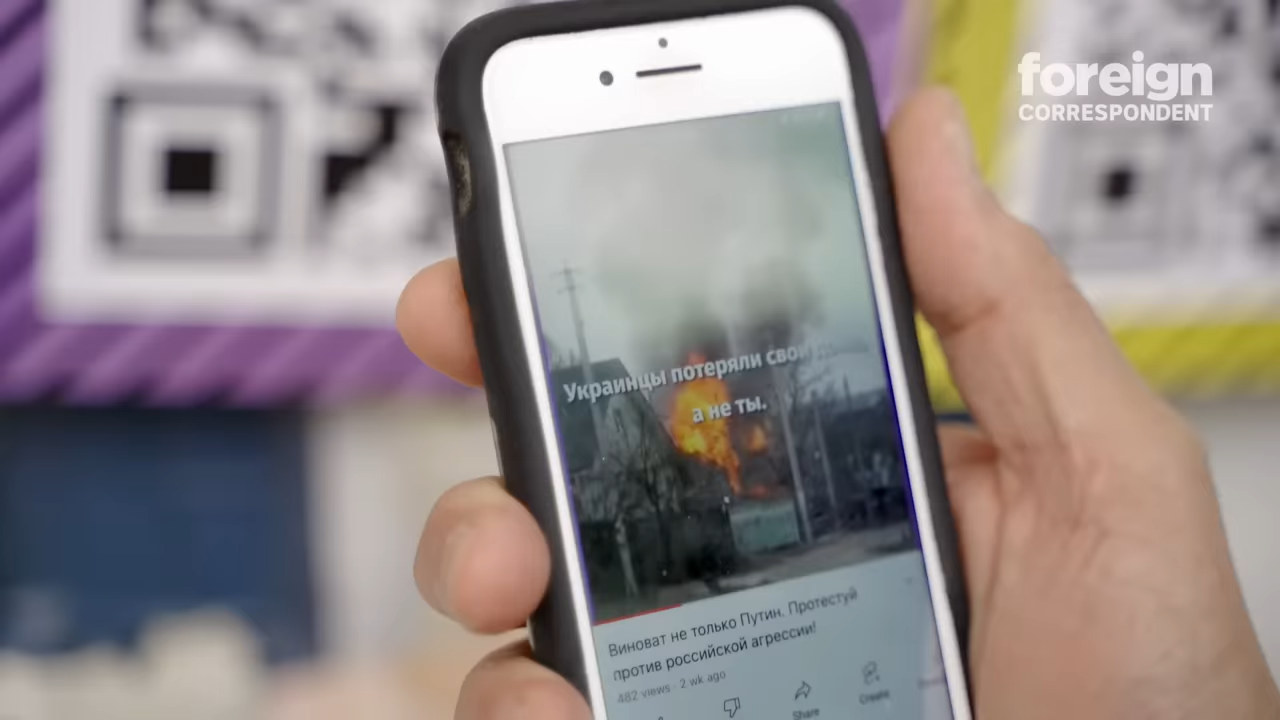 foreign
CORRESPONDENT
Украинцы потеряли свои
а не ты.
Виноват не только Путин. Протестуй
против российской агрессии!
482 views · 2 wk ago
Share
Create